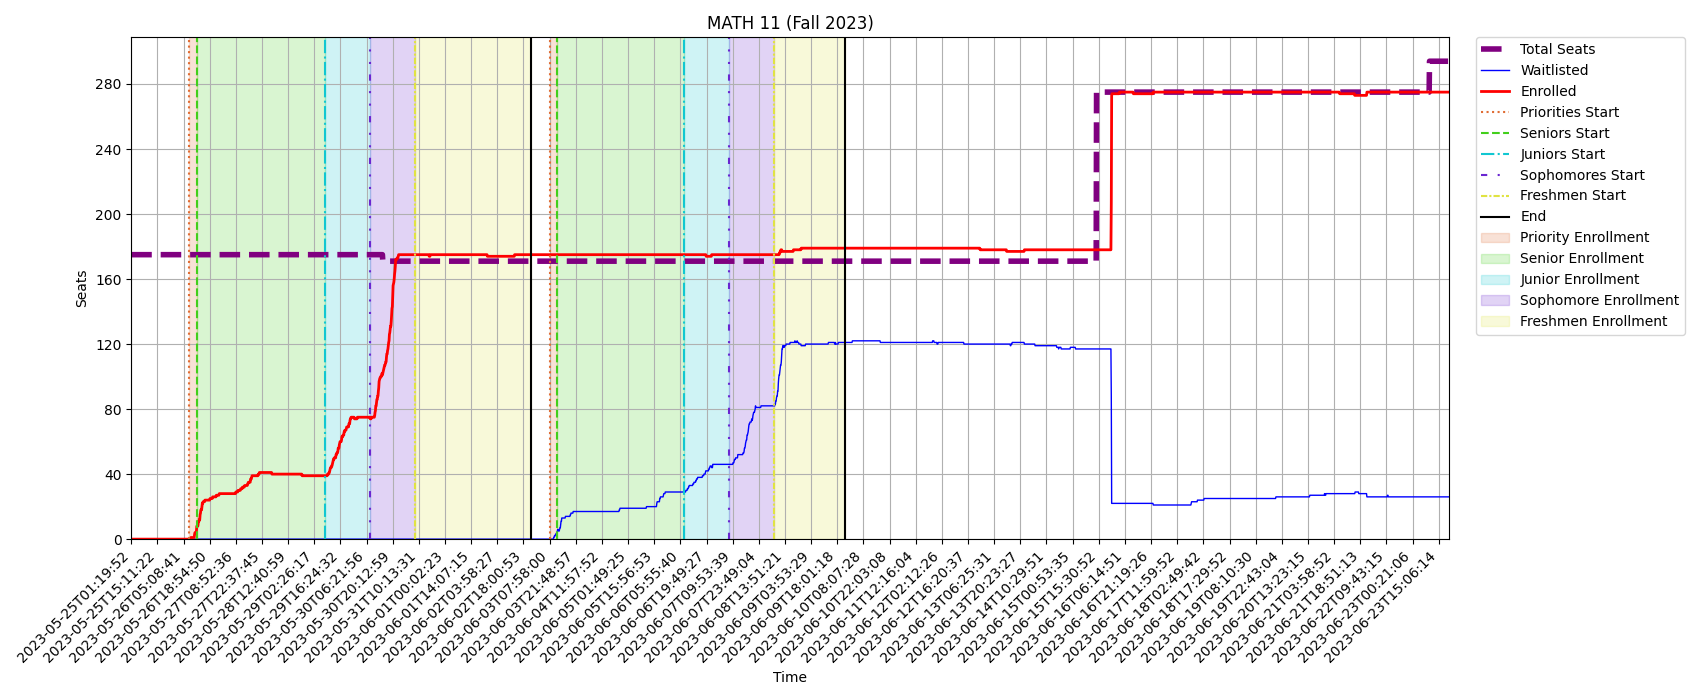 MATH 11 (Fall 2023)
Seats
280
240
200
160
120
80
40
0
2023-05-25T01:19:52
2023-05-25T15:11:22
2023-05-26T05:08:41
2023-05-26T18:54:50
2023-05-27T08:52:36
2023-05-27T22:37:45
2023-05-28T12:40:59
2023-05-29T02:26:17
2023-05-29T16:24:32
2023-05-30T06:21:56
2023-05-30T20:12:59
2023-05-31T10:13:31
2023-06-01T00:02:23
2023-06-01T14:07:15
2023-06-02T03:58:27
2023-06-02T18:00:53
2023-06-03T07:58:00
2023-06-03T21:48:57
2023-06-04T11:57:52
2023-06-05T01:49:25
2023-06-05T15:56:53
2023-06-06T05:55:40
2023-06-06T19:49:27
2023-06-07T09:53:39
2023-06-07T23:49:04
2023-06-08T13:51:21
2023-06-09T03:53:29
2023-06-09T18:01:18
2023-06-10T08:07:28
2023-06-10T22:03:08
2023-06-11T12:16:04
2023-06-12T02:12:26
2023-06-12T16:20:37
2023-06-13T06:25:31
2023-06-13T20:23:27
2023-06-14T10:29:51
2023-06-15T00:53:35
2023-06-15T15:30:52
2023-06-16T06:14:51
2023-06-16T21:19:26
2023-06-17T11:59:52
2023-06-18T02:49:42
2023-06-18T17:29:52
2023-06-19T08:10:30
2023-06-19T22:43:04
2023-06-20T13:23:15
2023-06-21T03:58:52
2023-06-21T18:51:13
2023-06-22T09:43:15
2023-06-23T00:21:06
2023-06-23T15:06:14
Time
Total Seats
Waitlisted
Enrolled
Priorities Start
Seniors Start
Juniors Start
Sophomores Start
Freshmen Start
End
Priority Enrollment
Senior Enrollment
Junior Enrollment
Sophomore Enrollment
Freshmen Enrollment